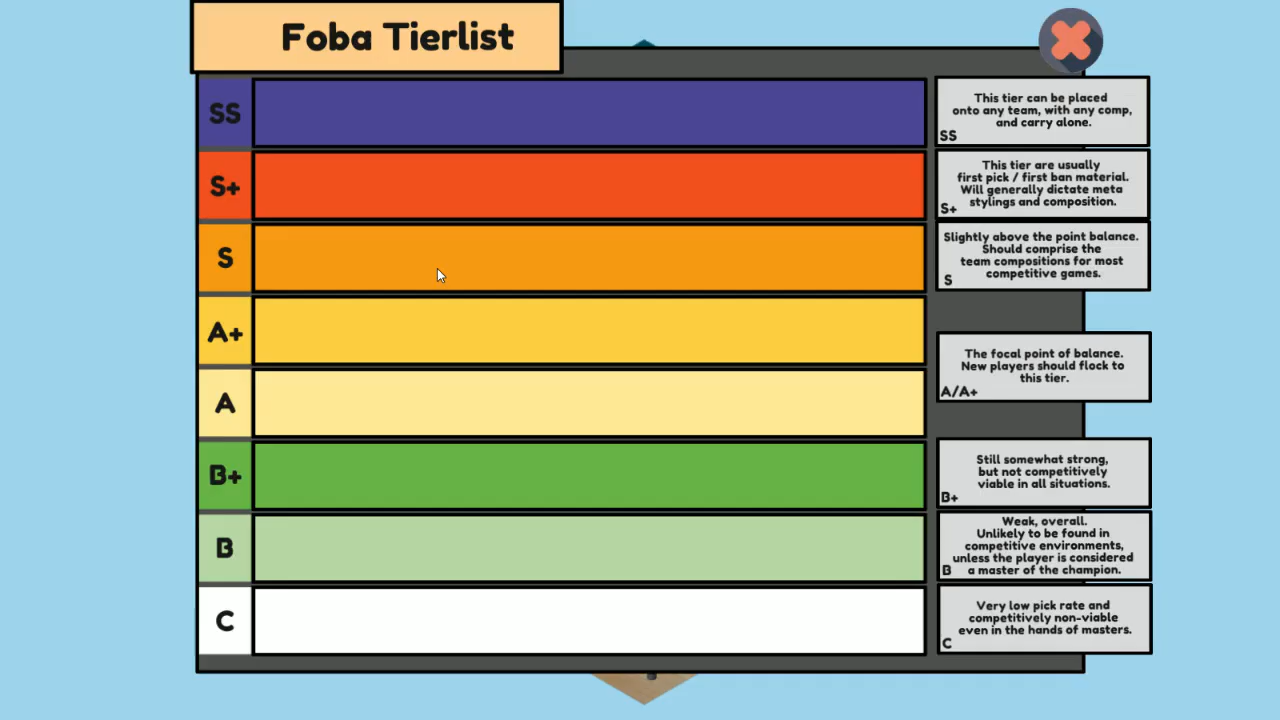 Foba Tierlist
SS
This tier can be placed
onto any team, with any comp,
and carry alone.
SS
S+
This tier are usually
first pick / first ban material.
Will generally dictate meta
stylings and composition.
S+
S
Slightly above the point balance.
Should comprise the
team compositions for most
competitive games.
S
A+
A
The focal point of balance.
New players should flock to
this tier.
A/A+
B+
Still somewhat strong,
but not competitively
viable in all situations.
B+
B
Weak, overall.
Unlikely to be found in
competitive environments,
unless the player is considered
a master of the champion.
B
C
Very low pick rate and
competitively non-viable
even in the hands of masters.
C